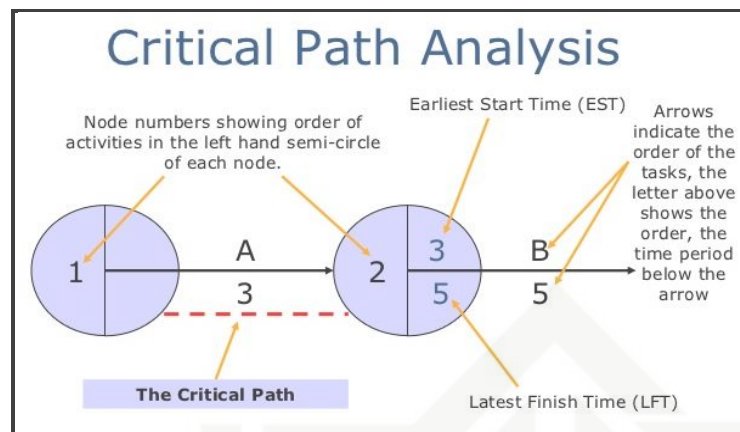 Critical Path Analysis
Node numbers showing order of
activities in the left hand semi-circle
of each node.
Earliest Start Time (EST)
Arrows
indicate the
order of the
tasks, the
letter above
shows the
order, the
time period
below the
arrow
1
A
3
2
3
5
B
5
The Critical Path
Latest Finish Time (LFT)